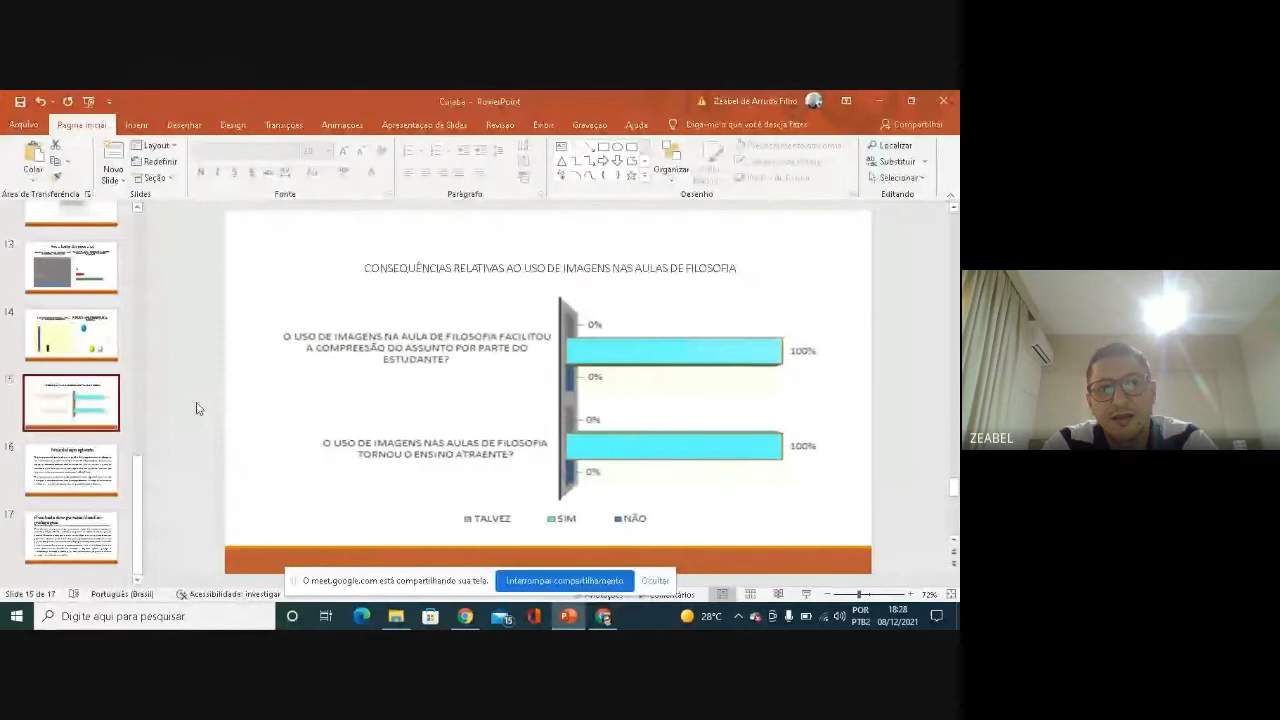 Curaba - PowerPoint
Zeabel de Arruda Filho
Arquivo Página Inicial Inserir Desenhar Design Transições Animações Apresentação de Slides Revisão Exibir Gravação Ajuda Diga-me o que você deseja fazer Compartilhar
Colar
Novo Slide
Layout
Redefinir
Seção
Organizar
Localizar
Substituir
Selecionar
Área de Transferência Slides Fonte Parágrafo Desenho Editando
13
14
15
16
17
CONSEQUÊNCIAS RELATIVAS AO USO DE IMAGENS NAS AULAS DE FILOSOFIA
O USO DE IMAGENS NA AULA DE FILOSOFIA FACILITOU
A COMPREESÃO DO ASSUNTO POR PARTE DO
ESTUDANTE?
0%
100%
0%
O USO DE IMAGENS NAS AULAS DE FILOSOFIA
TORNOU O ENSINO ATRAENTE?
0%
100%
0%
TALVEZ SIM NÃO
O meet.google.com está compartilhando sua tela. Interromper compartilhamento Ocultar
Slide 15 de 17 Português (Brasil) Acessibilidade: investigar Anotações Comentários 72%
Digite aqui para pesquisar
15
28°C
POR
PTB2
18:28
08/12/2021
ZEABEL